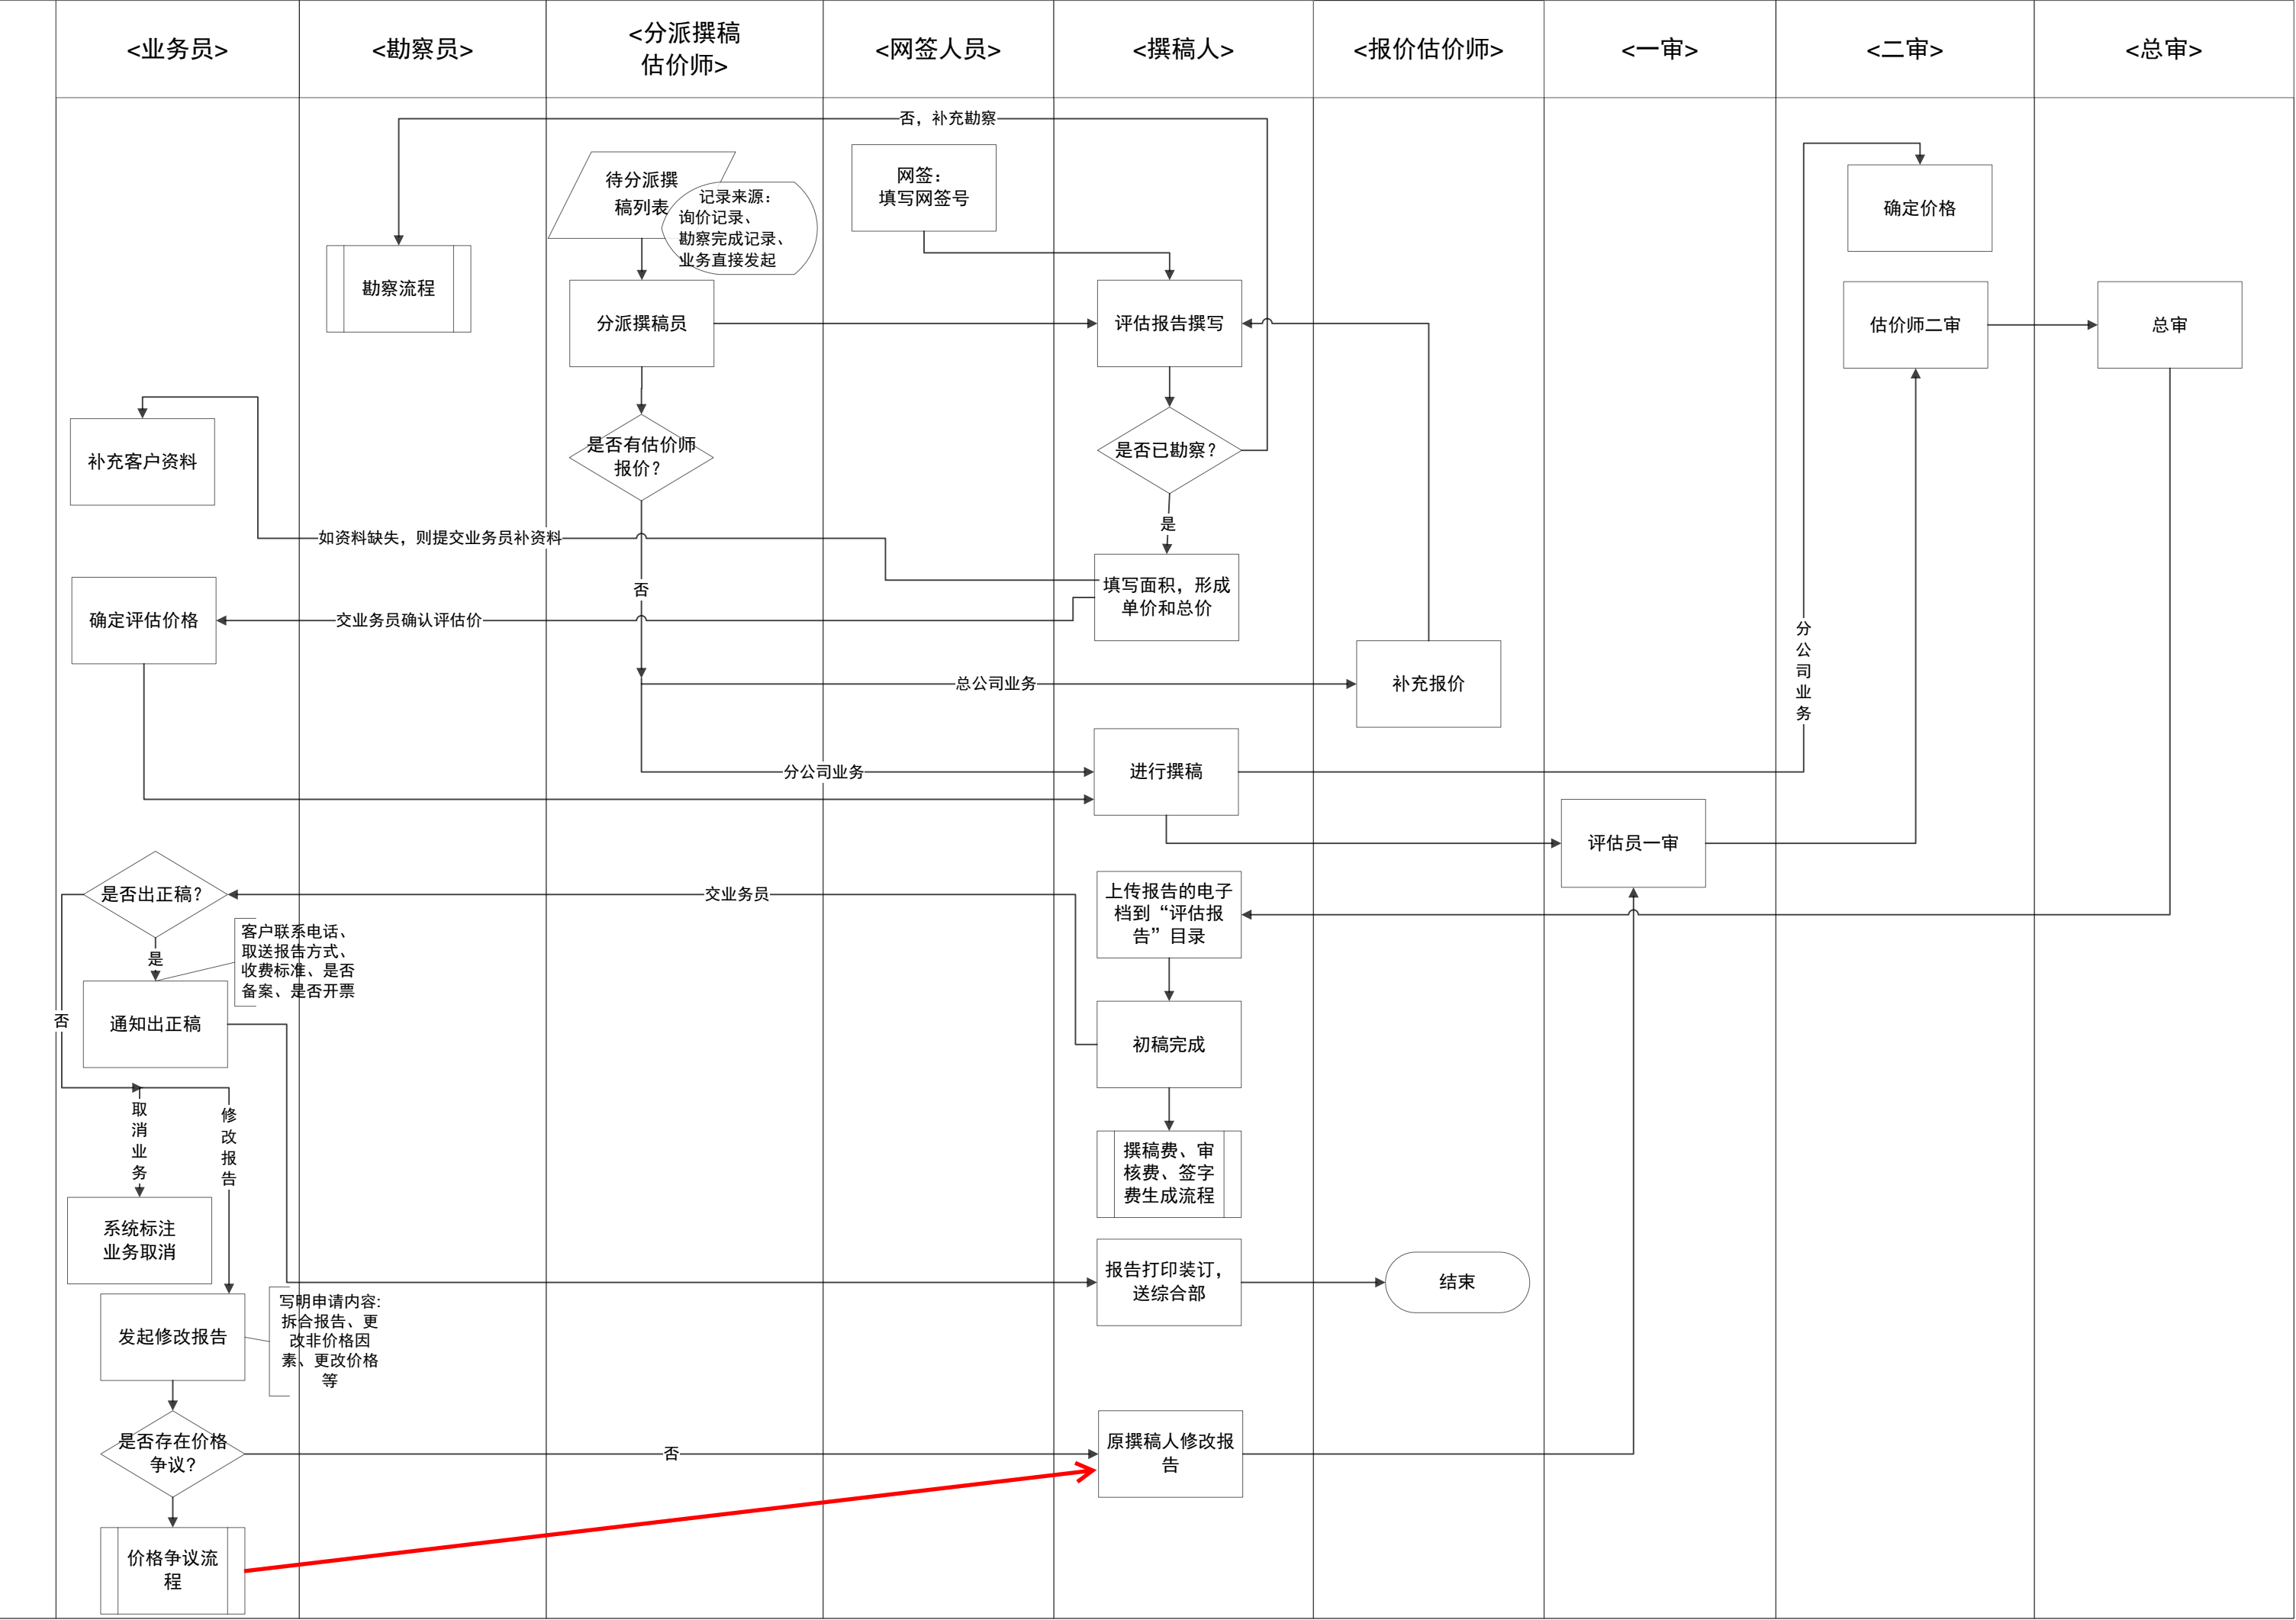 <业务员>
<勘察员>
<分派撰稿
估价师>
<网签人员>
<撰稿人>
<报价估价师>
<一审>
<二审>
<总审>
否，补充勘察
待分派撰
稿列表
记录来源：
询价记录、
勘察完成记录、
业务直接发起
网签：
填写网签号
确定价格
勘察流程
分派撰稿员
评估报告撰写
估价师二审
总审
补充客户资料
是否有估价师
报价？
是否已勘察？
是
如资料缺失，则提交业务员补资料
否
填写面积，形成
单价和总价
确定评估价格
交业务员确认评估价
分
公
司
业
务
总公司业务
补充报价
分公司业务
进行撰稿
评估员一审
是否出正稿？
交业务员
上传报告的电子
档到“评估报
告”目录
是
客户联系电话、
取送报告方式、
收费标准、是否
备案、是否开票
否
通知出正稿
初稿完成
取
消
业
务
修
改
报
告
撰稿费、审
核费、签字
费生成流程
系统标注
业务取消
报告打印装订，
送综合部
结束
发起修改报告
写明申请内容:
拆合报告、更
改非价格因
素、更改价格
等
是否存在价格
争议？
否
原撰稿人修改报
告
价格争议流
程